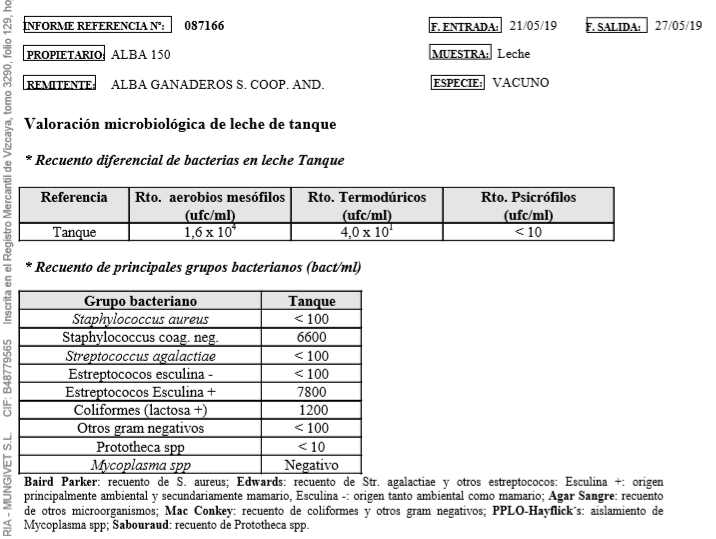 INFORME REFERENCIA Nº: 087166 F. ENTRADA: 21/05/19 F. SALIDA: 27/05/19
PROPIETARIO: ALBA 150 MUESTRA: Leche
REMITENTE: ALBA GANADEROS S. COOP. AND. ESPECIE: VACUNO
Valoración microbiológica de leche de tanque
* Recuento diferencial de bacterias en leche Tanque
Referencia Rto. aerobios mesófilos (ufc/ml) Rto. Termodúricos (ufc/ml) Rto. Psicrófilos (ufc/ml)
Tanque 1,6 x 10⁴ 4,0 x 10¹ < 10
* Recuento de principales grupos bacterianos (bact/ml)
Grupo bacteriano Tanque
Staphylococcus aureus < 100
Staphylococcus coag. neg. 6600
Streptococcus agalactiae < 100
Estreptococos esculina - < 100
Estreptococos Esculina + 7800
Coliformes (lactosa +) 1200
Otros gram negativos < 100
Prototheca spp < 10
Mycoplasma spp Negativo
Baird Parker: recuento de S. aureus; Edwards: recuento de Str. agalactiae y otros estreptococos: Esculina +: origen
principalmente ambiental y secundariamente mamario, Esculina -: origen tanto ambiental como mamario; Agar Sangre: recuento
de otros microorganismos; Mac Conkey: recuento de coliformes y otros gram negativos; PPLO-Hayflick´s: aislamiento de
Mycoplasma spp; Sabouraud: recuento de Prototheca spp.
RIA - MUNGIVET S.L. CIF: B48779565 Inscrita en el Registro Mercantil de Vizcaya, tomo 3290, folio 129,